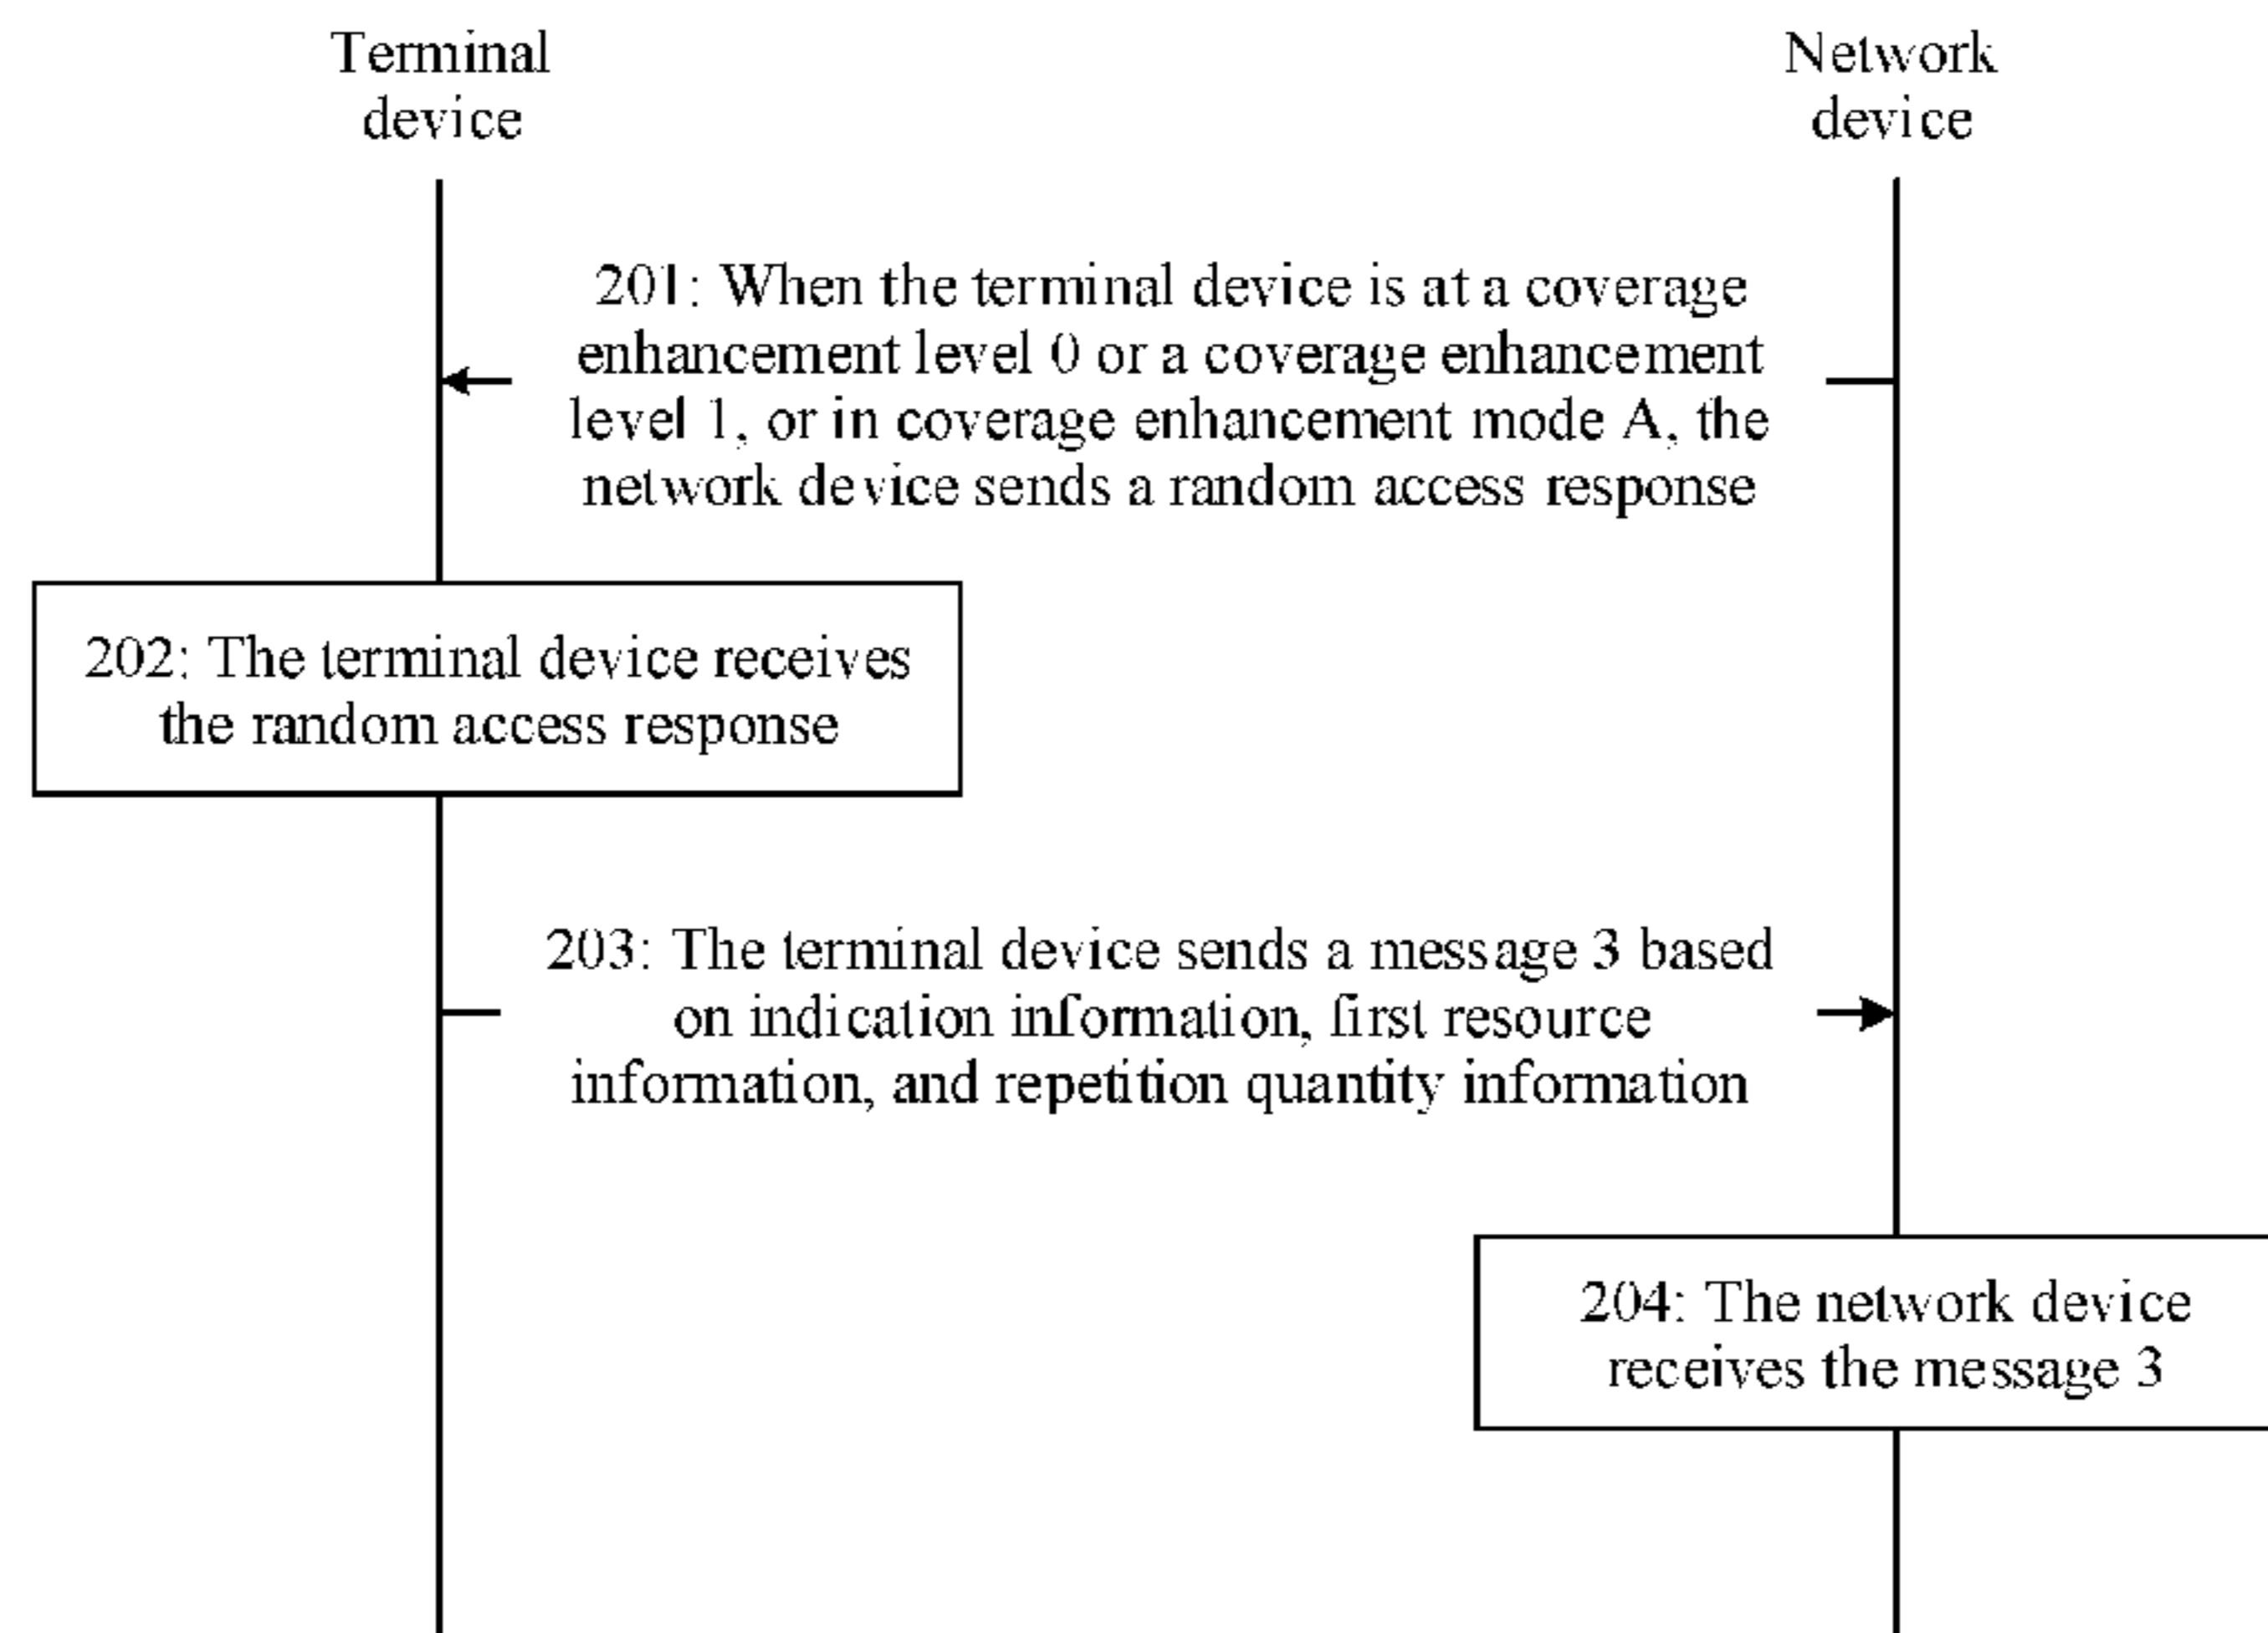 Terminal
device
Network
device
201: When the terminal device is at a coverage
enhancement level 0 or a coverage enhancement
level 1, or in coverage enhancement mode A, the
network device sends a random access response
202: The terminal device receives
the random access response
203: The terminal device sends a message 3 based
on indication information, first resource
information, and repetition quantity information
204: The network device
receives the message 3